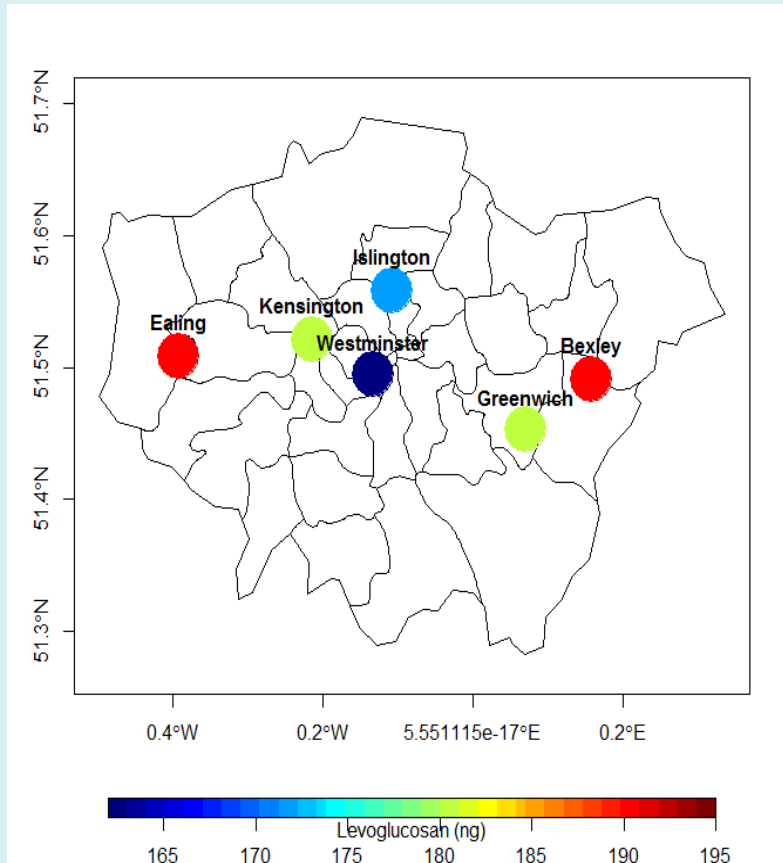 51.7°N
51.6°N
51.5°N
51.4°N
51.3°N
Islington
Kensington
Ealing
Westminster
Bexley
Greenwich
0.4°W 0.2°W 5.551115e-17°E 0.2°E
Levoglucosan (ng)
165 170 175 180 185 190 195